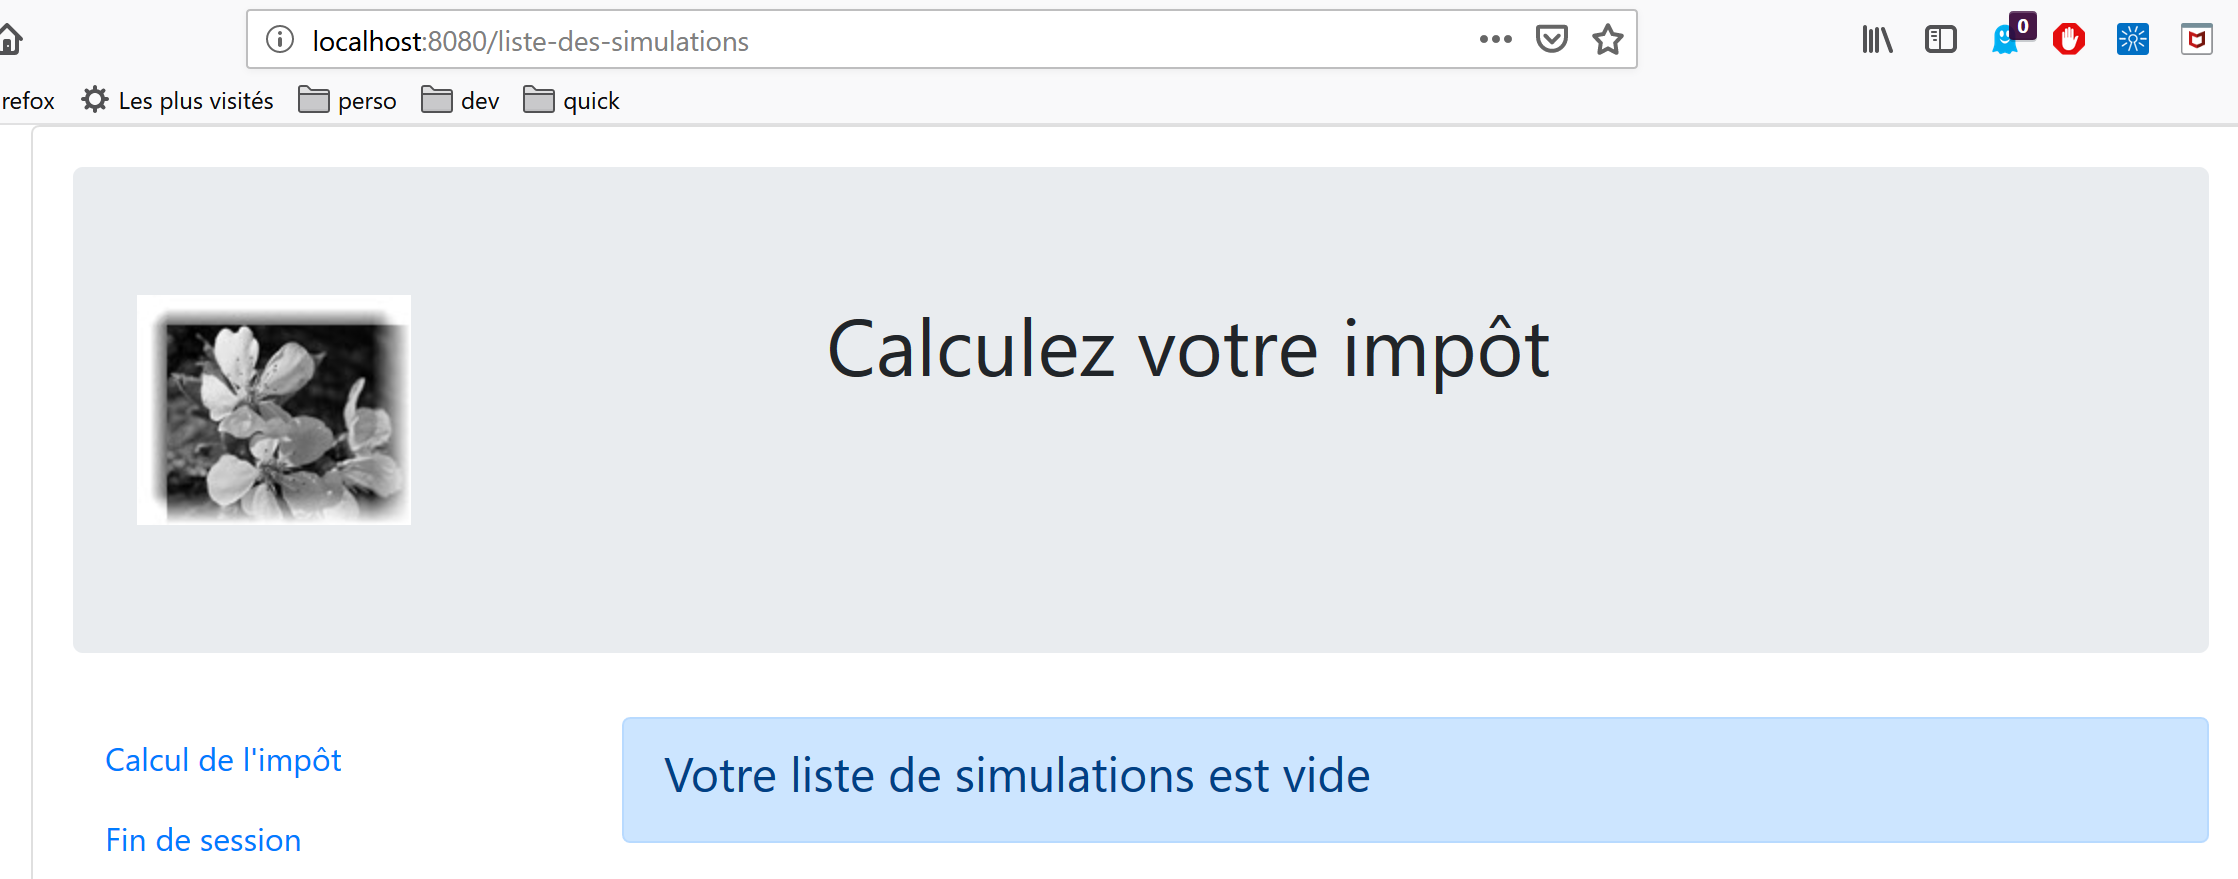 localhost:8080/liste-des-simulations
0
refox Les plus visités perso dev quick
Calculez votre impôt
Calcul de l'impôt
Votre liste de simulations est vide
Fin de session